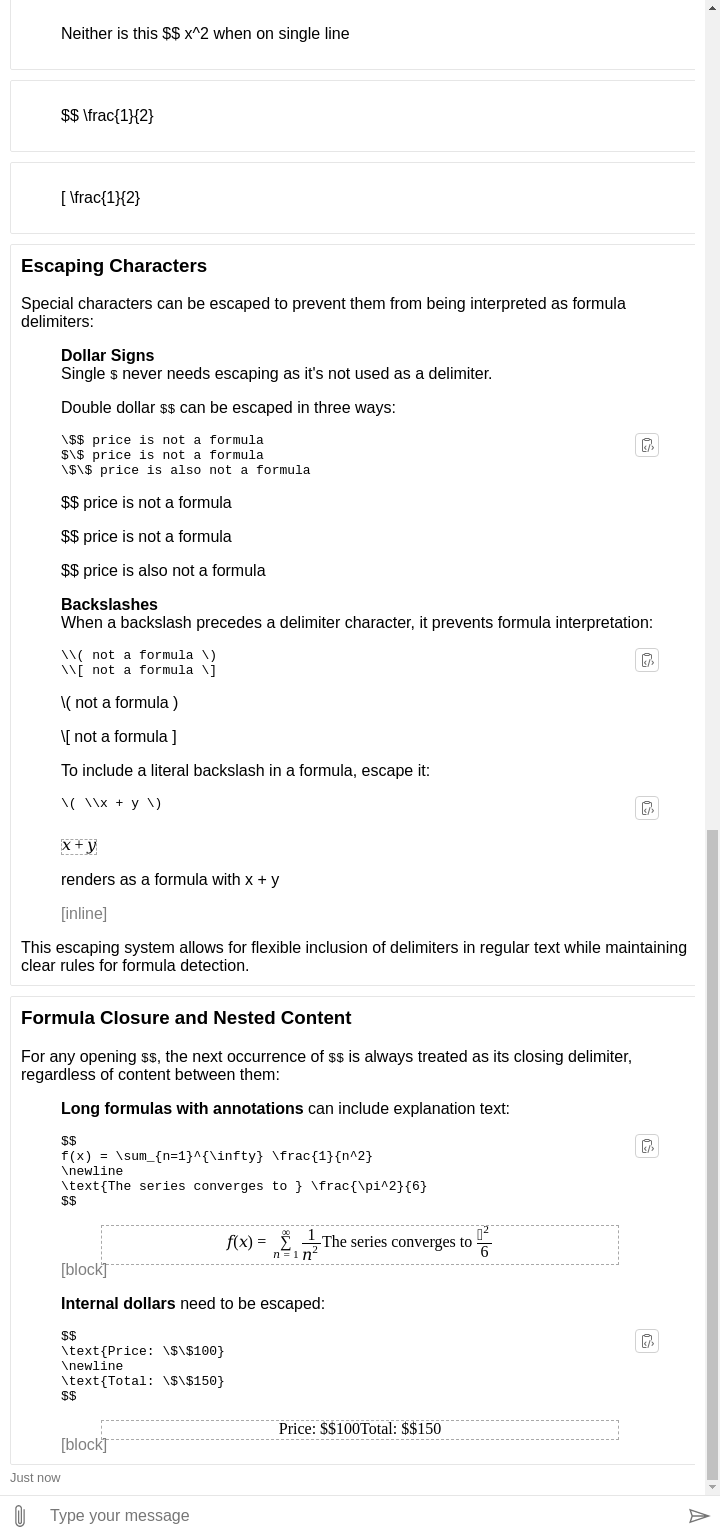 Neither is this $$ x^2 when on single line
$$ \frac{1}{2}
[ \frac{1}{2}
Escaping Characters
Special characters can be escaped to prevent them from being interpreted as formula
delimiters:
Dollar Signs
Single $ never needs escaping as it's not used as a delimiter.
Double dollar $$ can be escaped in three ways:
\$$ price is not a formula
$\$ price is not a formula
\$\$ price is also not a formula
$$ price is not a formula
$$ price is not a formula
$$ price is also not a formula
Backslashes
When a backslash precedes a delimiter character, it prevents formula interpretation:
\\( not a formula \)
\\[ not a formula \]
\( not a formula )
\[ not a formula ]
To include a literal backslash in a formula, escape it:
\( \\x + y \)
x + y
renders as a formula with x + y
[inline]
This escaping system allows for flexible inclusion of delimiters in regular text while maintaining
clear rules for formula detection.
Formula Closure and Nested Content
For any opening $$, the next occurrence of $$ is always treated as its closing delimiter,
regardless of content between them:
Long formulas with annotations can include explanation text:
$$
f(x) = \sum_{n=1}^{\infty} \frac{1}{n^2}
\newline
\text{The series converges to } \frac{\pi^2}{6}
$$
f(x) = ∞ ∑ n = 1 1 n² The series converges to ▯² 6
[block]
Internal dollars need to be escaped:
$$
\text{Price: \$\$100}
\newline
\text{Total: \$\$150}
$$
Price: $$100Total: $$150
[block]
Just now
Type your message